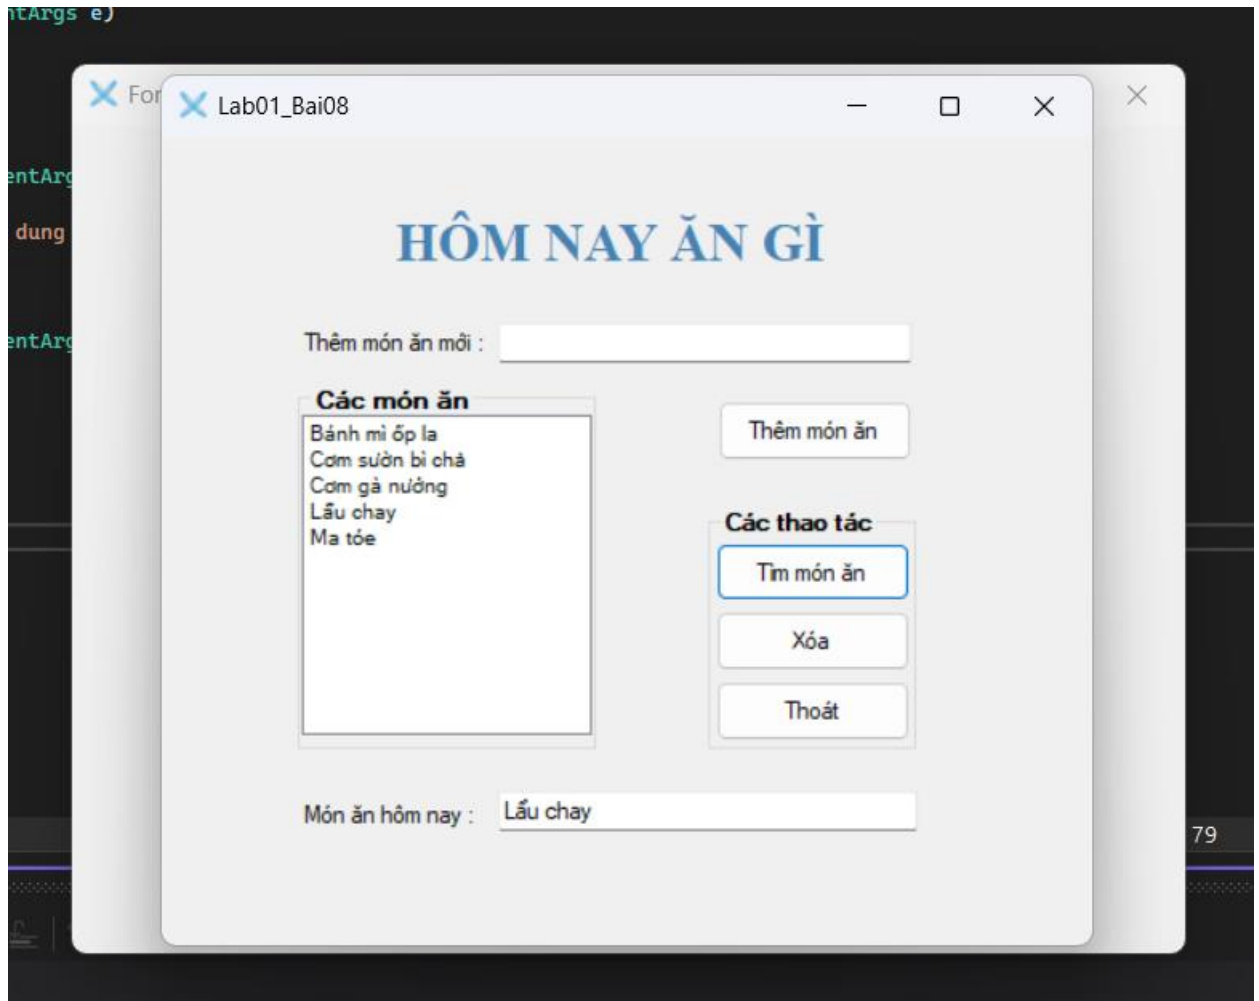 ntArgs e)
For
Lab01_Bai08
entArg
dung
entArg
HÔM NAY ĂN GÌ
Thêm món ăn mới :
Các món ăn
Bánh mì ốp la
Cơm sườn bì chả
Cơm gà nướng
Lẩu chay
Ma tóe
Thêm món ăn
Các thao tác
Tìm món ăn
Xóa
Thoát
Món ăn hôm nay :
Lẩu chay
79